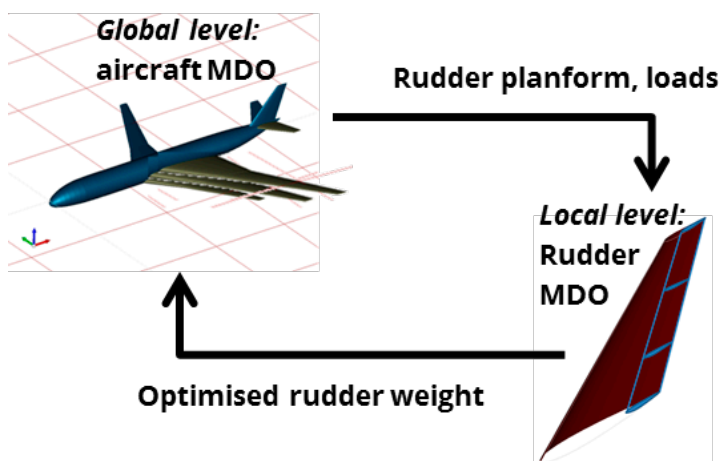 Global level:
aircraft MDO
Rudder planform, loads
Local level:
Rudder
MDO
Optimised rudder weight